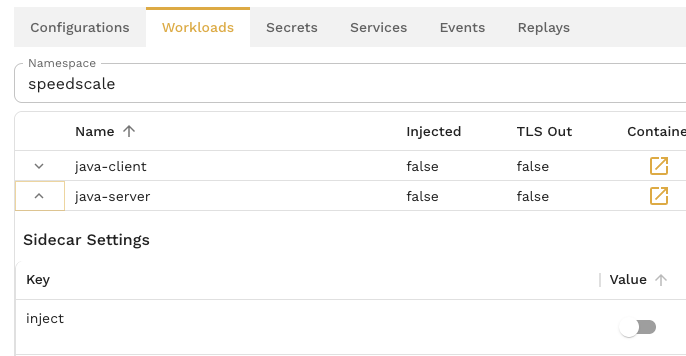 Configurations Workloads Secrets Services Events Replays
Namespace
speedscale
Name Injected TLS Out Containe
java-client false false
java-server false false
Sidecar Settings
Key Value
inject